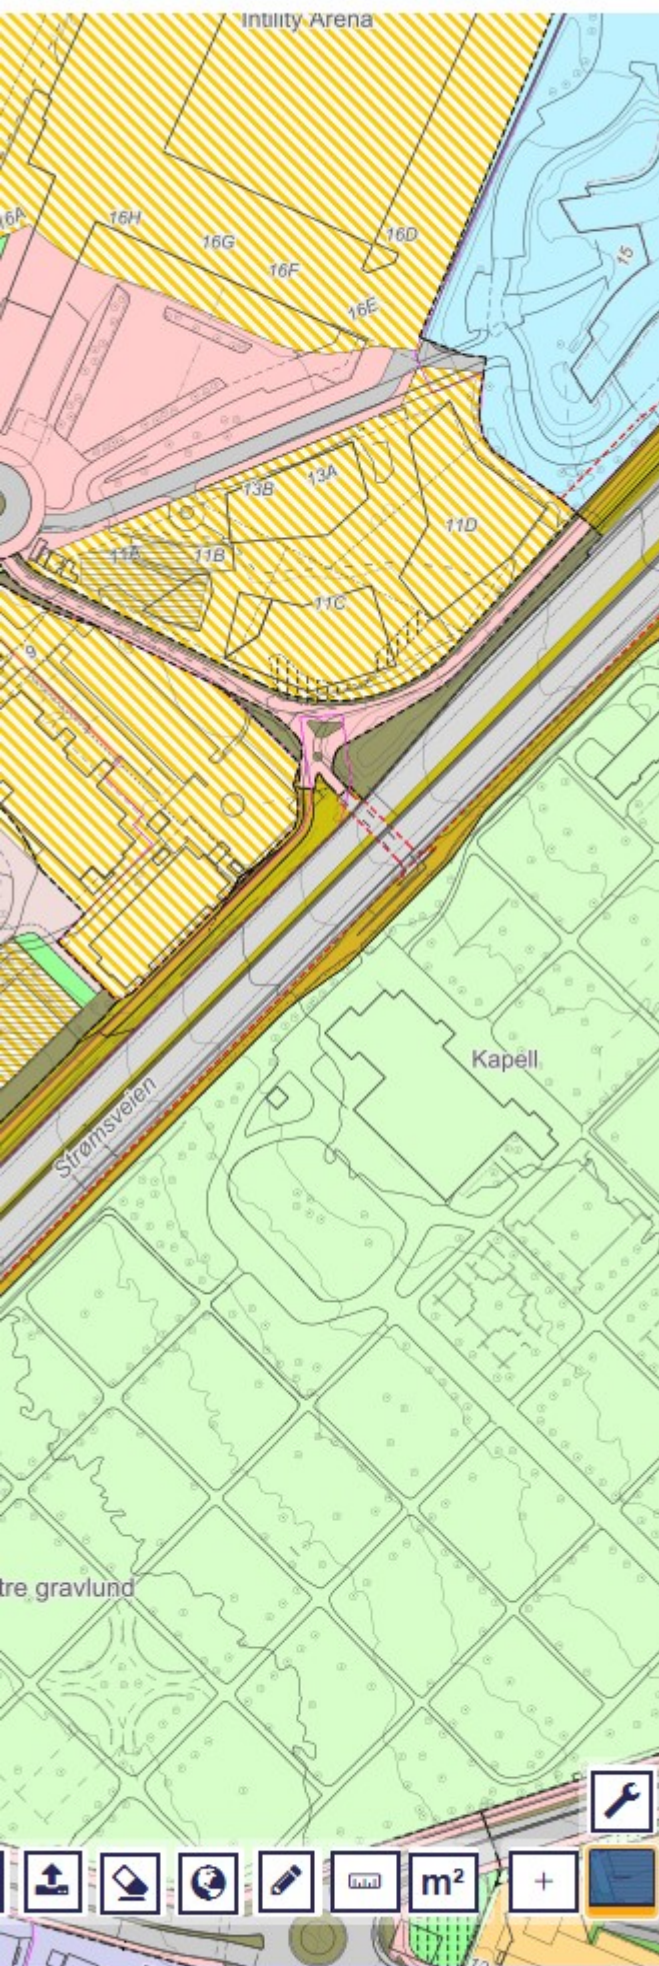 Intility Arena
16A
16H
16G
16D
16F
16E
15
13B
13A
11D
11A
11B
11C
9
Kapell
Strømsveien
tre gravlund
m²